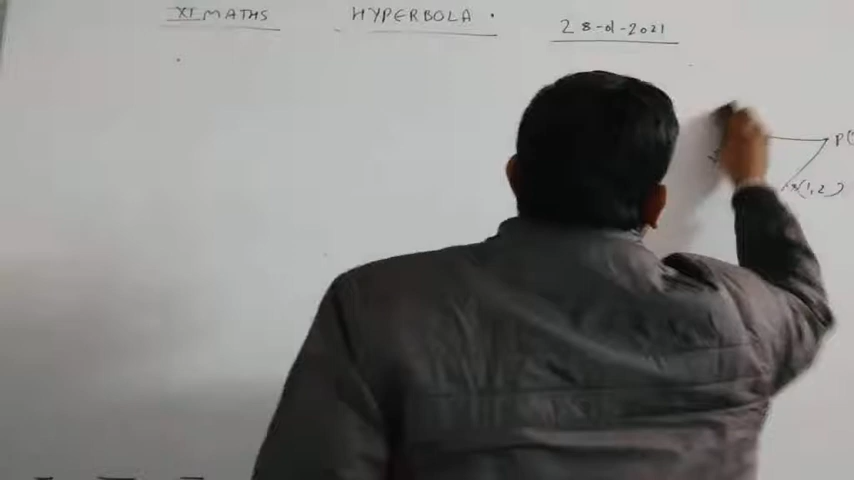 XI MATHS HYPERBOLA 28-01-2021
P(
S(1,2)